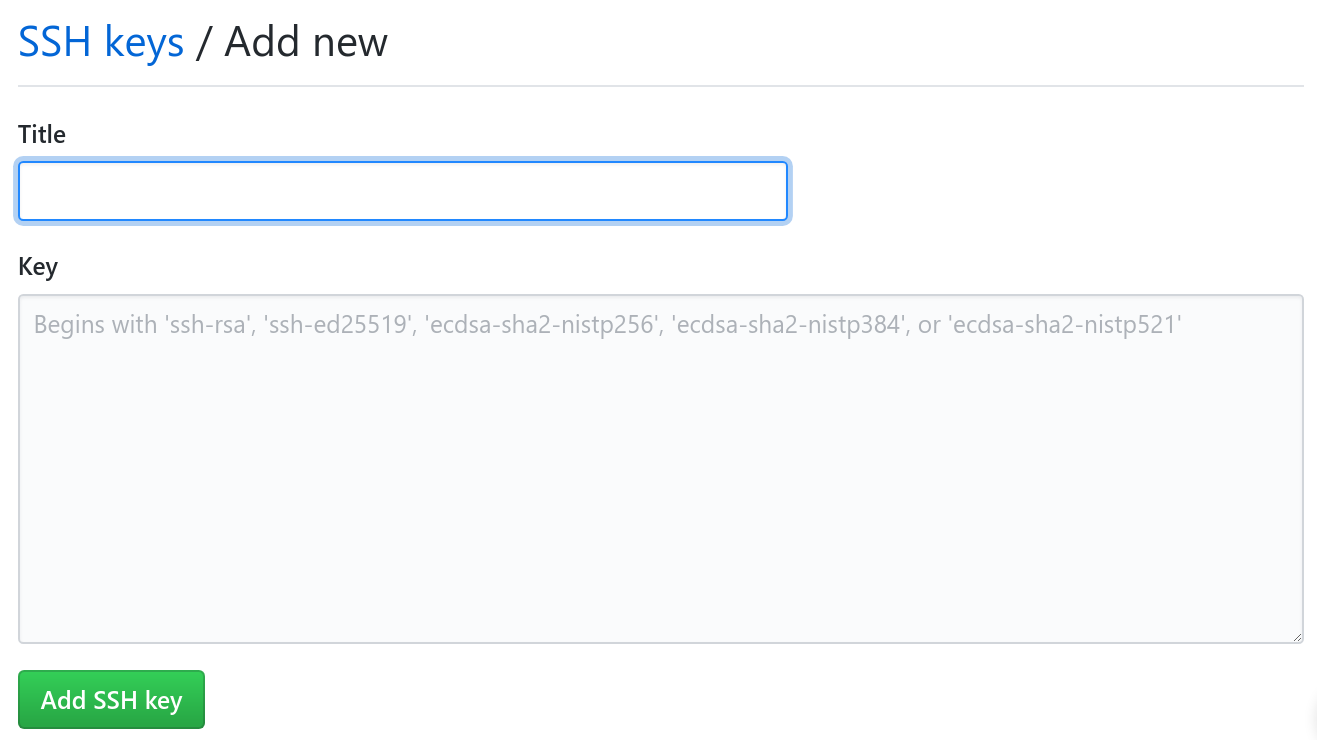 SSH keys / Add new
Title
Key
Begins with 'ssh-rsa', 'ssh-ed25519', 'ecdsa-sha2-nistp256', 'ecdsa-sha2-nistp384', or 'ecdsa-sha2-nistp521'
Add SSH key